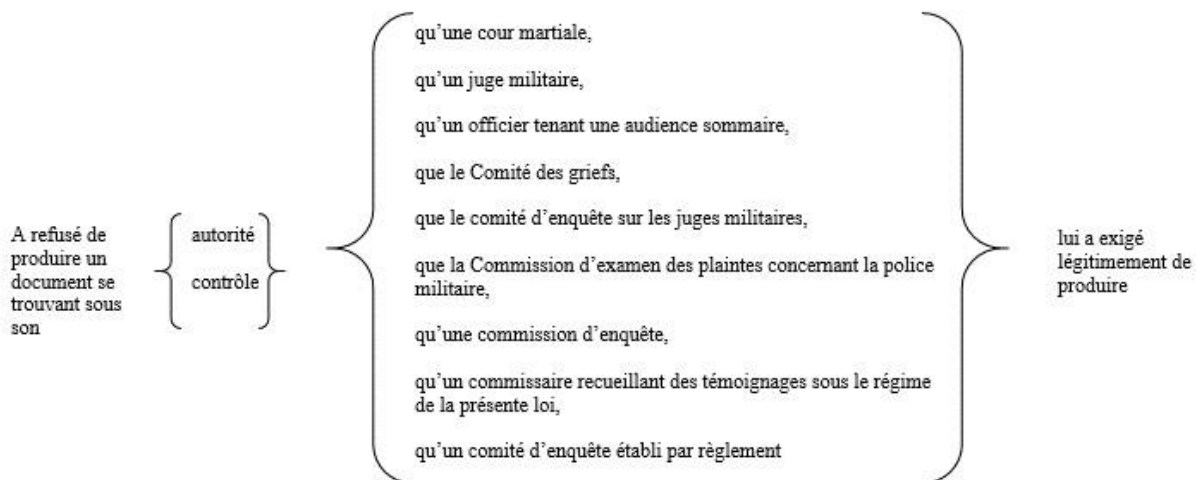 A refusé de
produire un
document se
trouvant sous
son
autorité
contrôle
qu'une cour martiale,
qu'un juge militaire,
qu'un officier tenant une audience sommaire,
que le Comité des griefs,
que le comité d'enquête sur les juges militaires,
que la Commission d'examen des plaintes concernant la police
militaire,
qu'une commission d'enquête,
qu'un commissaire recueillant des témoignages sous le régime
de la présente loi,
qu'un comité d'enquête établi par règlement
lui a exigé
légitimement de
produire